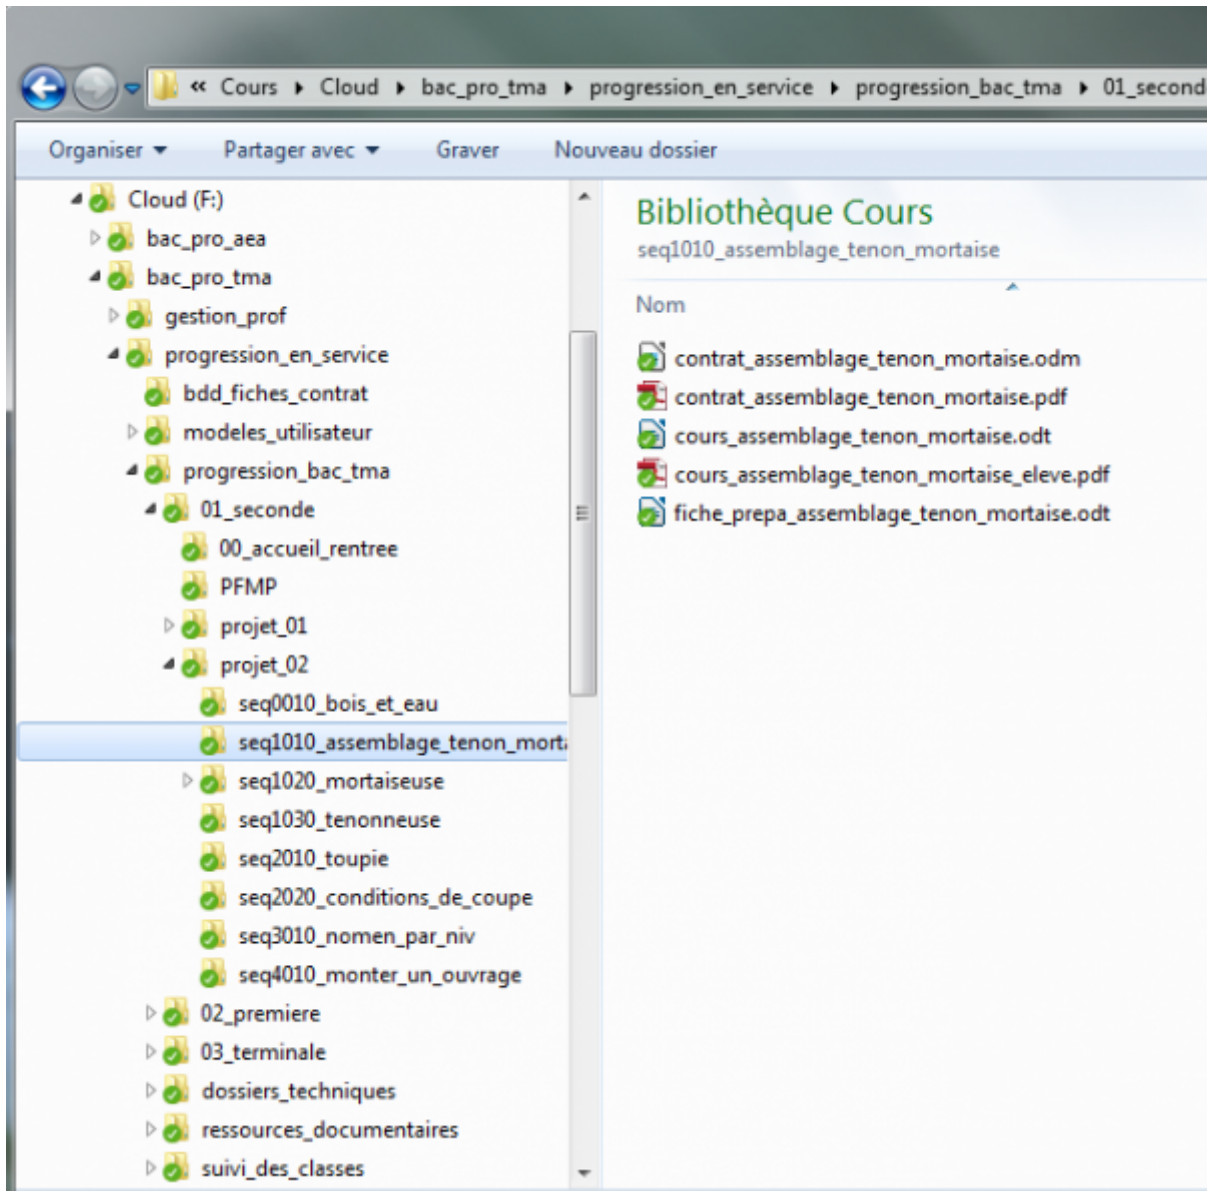 « Cours ▸ Cloud ▸ bac_pro_tma ▸ progression_en_service ▸ progression_bac_tma ▸ 01_second
Organiser ▾ Partager avec ▾ Graver Nouveau dossier
Cloud (F:)
bac_pro_aea
bac_pro_tma
gestion_prof
progression_en_service
bdd_fiches_contrat
modeles_utilisateur
progression_bac_tma
01_seconde
00_accueil_rentree
PFMP
projet_01
projet_02
seq0010_bois_et_eau
seq1010_assemblage_tenon_morta
seq1020_mortaiseuse
seq1030_tenonneuse
seq2010_toupie
seq2020_conditions_de_coupe
seq3010_nomen_par_niv
seq4010_monter_un_ouvrage
02_premiere
03_terminale
dossiers_techniques
ressources_documentaires
suivi_des_classes
Bibliothèque Cours
seq1010_assemblage_tenon_mortaise
Nom
contrat_assemblage_tenon_mortaise.odm
contrat_assemblage_tenon_mortaise.pdf
cours_assemblage_tenon_mortaise.odt
cours_assemblage_tenon_mortaise_eleve.pdf
fiche_prepa_assemblage_tenon_mortaise.odt